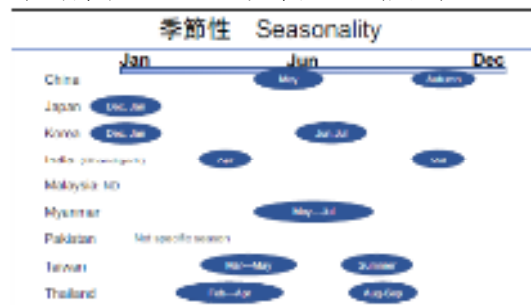 季節性 Seasonality
Jan Jun Dec
China May Autumn
Japan Dec, Jan
Korea Dec, Jan Jun Jul
India
Malaysia ND
Myanmar May—Jul
Pakistan Not specific season
Taiwan Mar—May Summer
Thailand Feb—Apr Aug-Sep